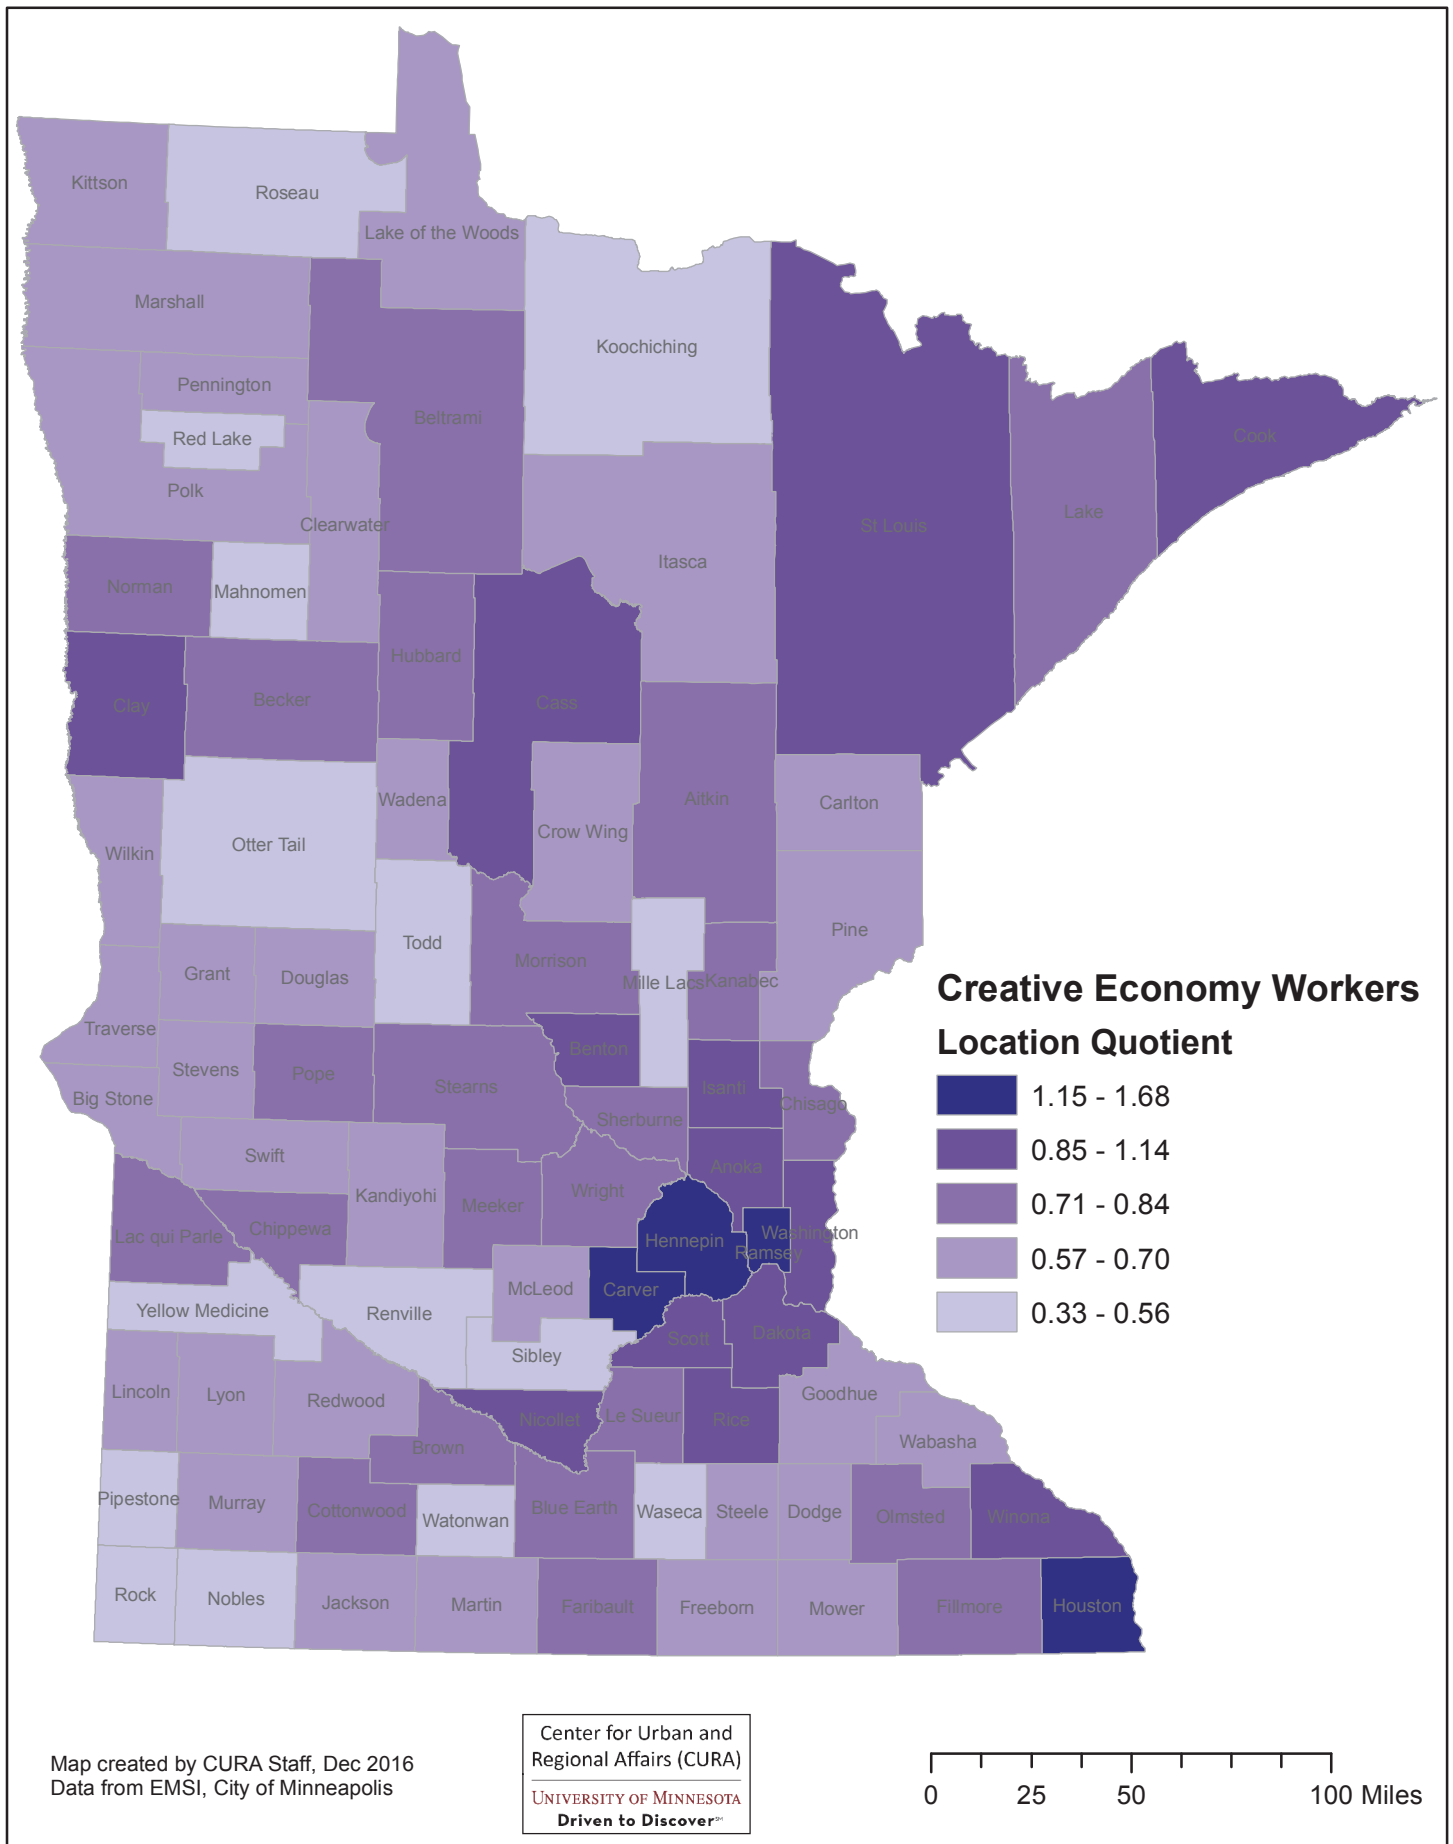 Kittson
Roseau
Lake of the Woods
Marshall
Koochiching
Pennington
Beltrami
Red Lake
Cook
Polk
Lake
Clearwater
St Louis
Itasca
Norman
Mahnomen
Hubbard
Becker
Clay
Cass
Wadena
Aitkin
Carlton
Crow Wing
Otter Tail
Wilkin
Pine
Todd
Morrison
Grant
Douglas
Mille Lacs
Kanabec
Creative Economy Workers
Traverse
Location Quotient
Benton
Stevens
Pope
Stearns
Isanti
Big Stone
1.15 - 1.68
Chisago
Sherburne
0.85 - 1.14
Swift
Anoka
Kandiyohi
Wright
Meeker
0.71 - 0.84
Chippewa
Lac qui Parle
Washington
Hennepin
Ramsey
0.57 - 0.70
McLeod
Carver
Yellow Medicine
Renville
0.33 - 0.56
Dakota
Scott
Sibley
Lincoln
Lyon
Redwood
Goodhue
Nicollet
Le Sueur
Rice
Brown
Wabasha
Pipestone
Murray
Cottonwood
Watonwan
Blue Earth
Waseca
Steele
Dodge
Olmsted
Winona
Rock
Nobles
Jackson
Martin
Faribault
Freeborn
Mower
Fillmore
Houston
Map created by CURA Staff, Dec 2016
Data from EMSI, City of Minneapolis
Center for Urban and
Regional Affairs (CURA)
UNIVERSITY OF MINNESOTA
Driven to Discover℠
0 25 50 100 Miles